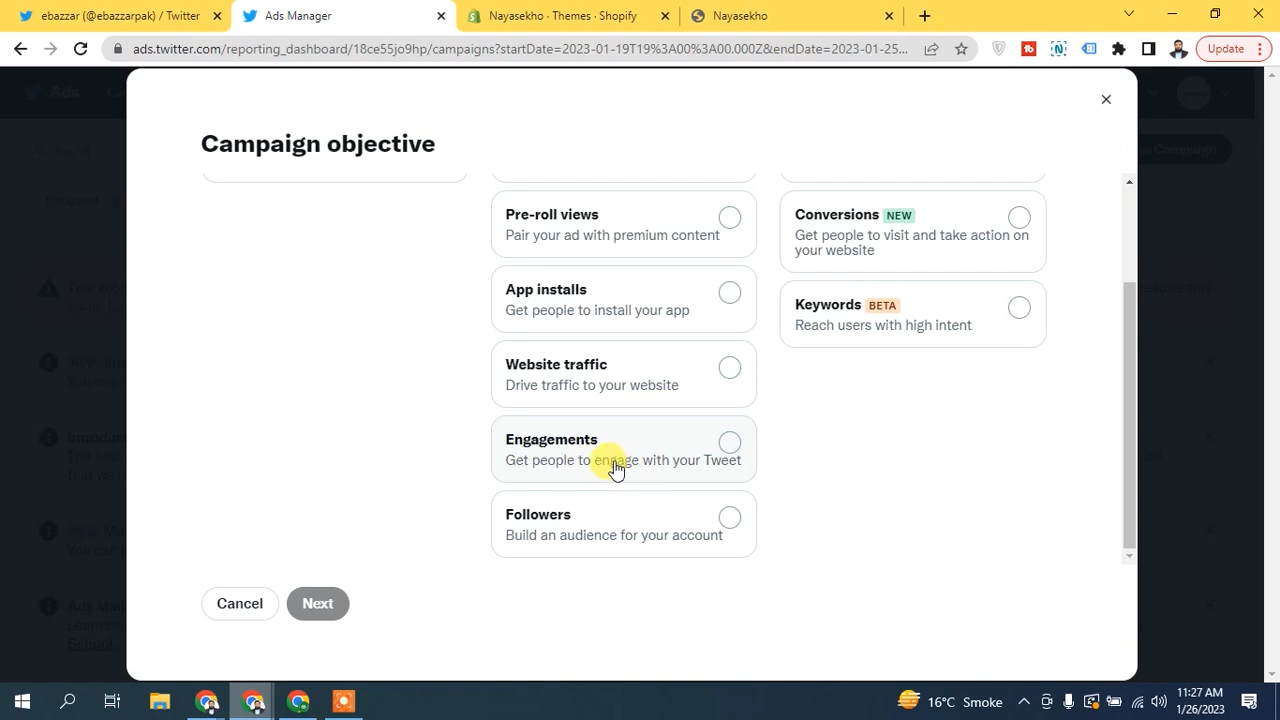 ebazzar (@ebazzarpak) / Twitter
Ads Manager
Nayasekho · Themes · Shopify
Nayasekho
ads.twitter.com/reporting_dashboard/18ce55jo9hp/campaigns?startDate=2023-01-19T19%3A00%3A00.000Z&endDate=2023-01-25...
Update
Ads
Campaign objective
Pre-roll views
Pair your ad with premium content
App installs
Get people to install your app
Website traffic
Drive traffic to your website
Engagements
Get people to engage with your Tweet
Followers
Build an audience for your account
Conversions NEW
Get people to visit and take action on
your website
Keywords BETA
Reach users with high intent
Cancel
Next
School
16°C Smoke
11:27 AM
1/26/2023